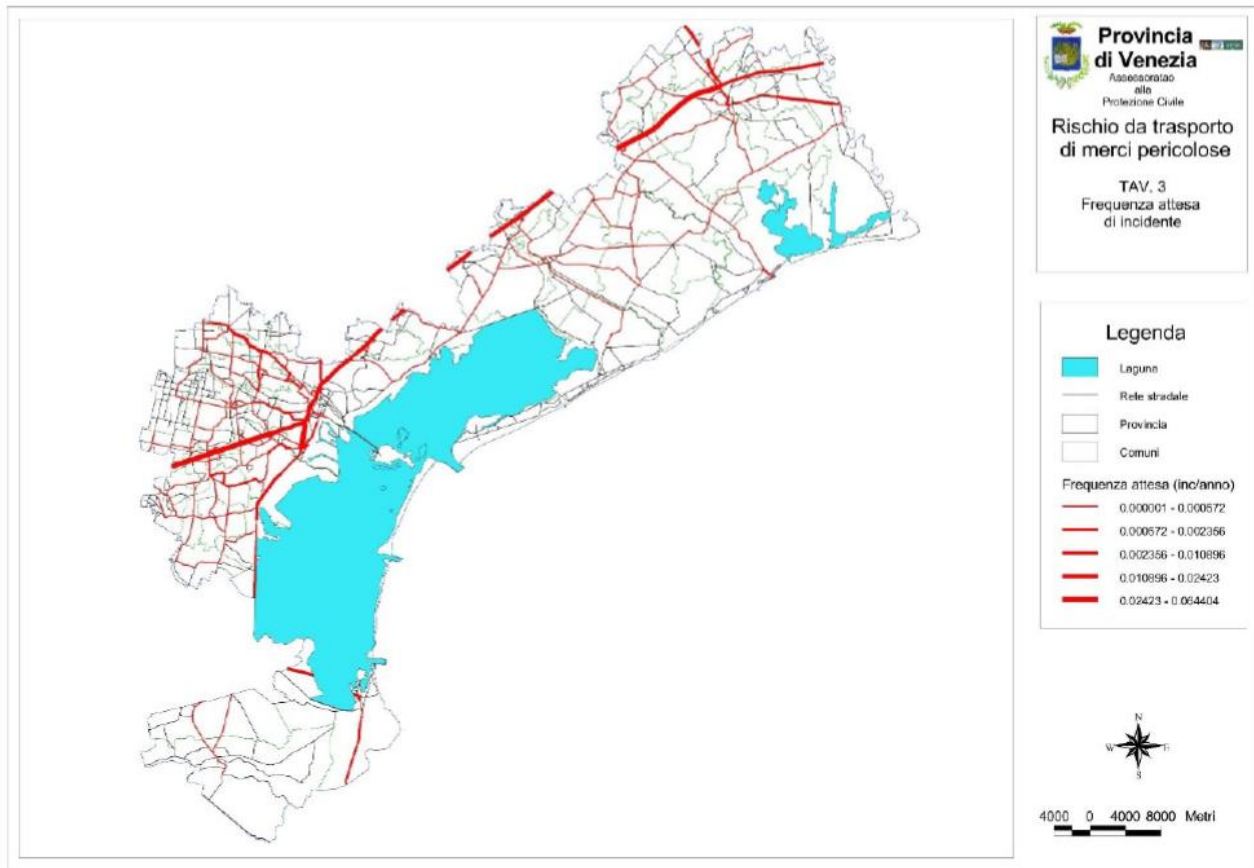 Provincia
di Venezia
Assessoratao
alla
Protezione Civile
Rischio da trasporto
di merci pericolose
TAV. 3
Frequenza attesa
di incidente
Legenda
Laguna
Rete stradale
Provincia
Comuni
Frequenza attesa (inc/anno)
0.000001 - 0.000572
0.000572 - 0.002356
0.002356 - 0.010896
0.010896 - 0.02423
0.02423 - 0.064404
N
W E
S
4000 0 4000 8000 Metri